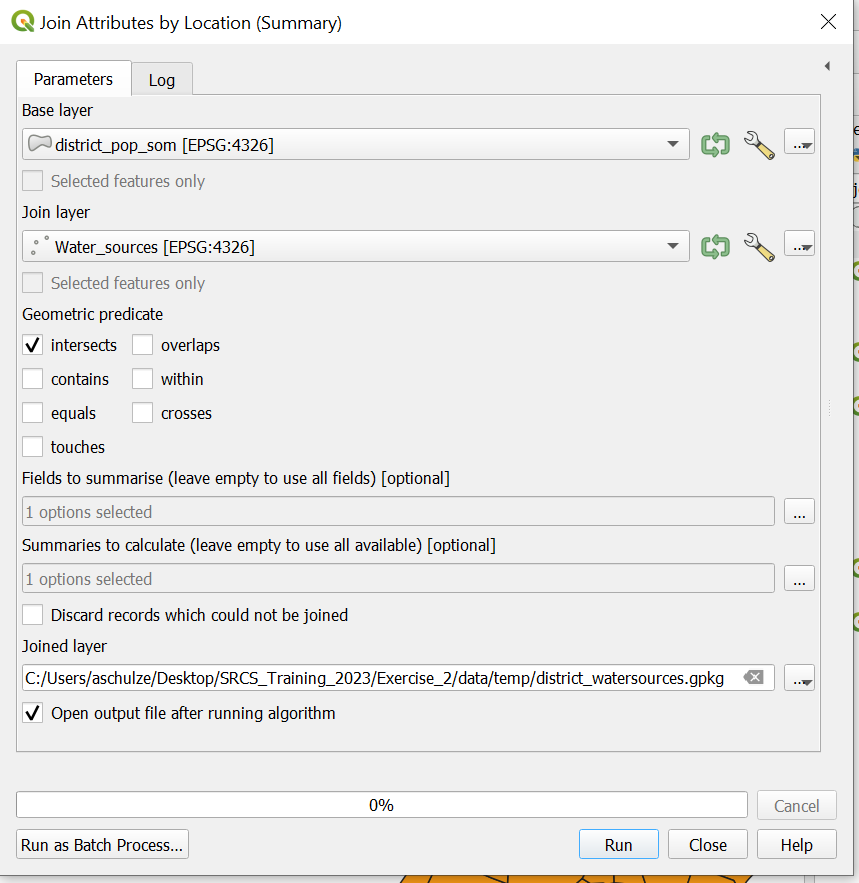 Join Attributes by Location (Summary)
Parameters
Log
Base layer
district_pop_som [EPSG:4326]
...
Selected features only
Join layer
Water_sources [EPSG:4326]
...
Selected features only
Geometric predicate
intersects overlaps
contains within
equals crosses
touches
Fields to summarise (leave empty to use all fields) [optional]
1 options selected
...
Summaries to calculate (leave empty to use all available) [optional]
1 options selected
...
Discard records which could not be joined
Joined layer
C:/Users/aschulze/Desktop/SRCS_Training_2023/Exercise_2/data/temp/district_watersources.gpkg
...
Open output file after running algorithm
0%
Cancel
Run as Batch Process...
Run
Close
Help